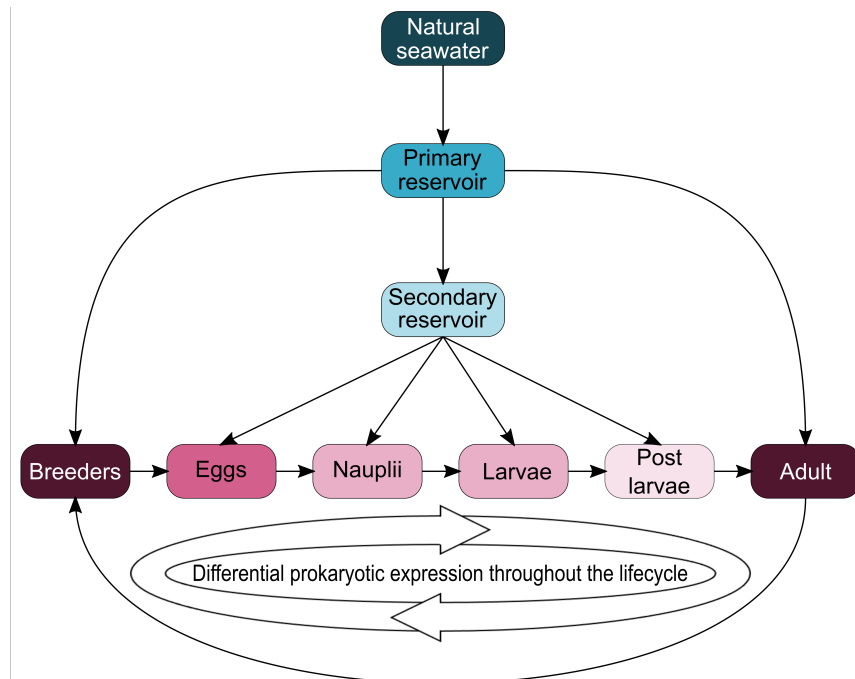 Natural
seawater
Primary
reservoir
Secondary
reservoir
Breeders
Eggs
Nauplii
Larvae
Post
larvae
Adult
Differential prokaryotic expression throughout the lifecycle